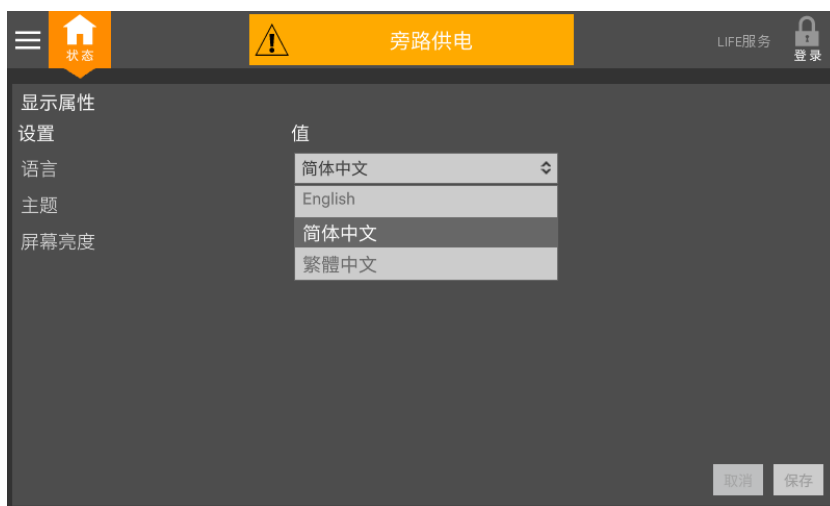 状态
旁路供电
LIFE服务
登录
显示属性
设置 值
语言 简体中文
主题 English
简体中文
屏幕亮度
繁體中文
取消 保存